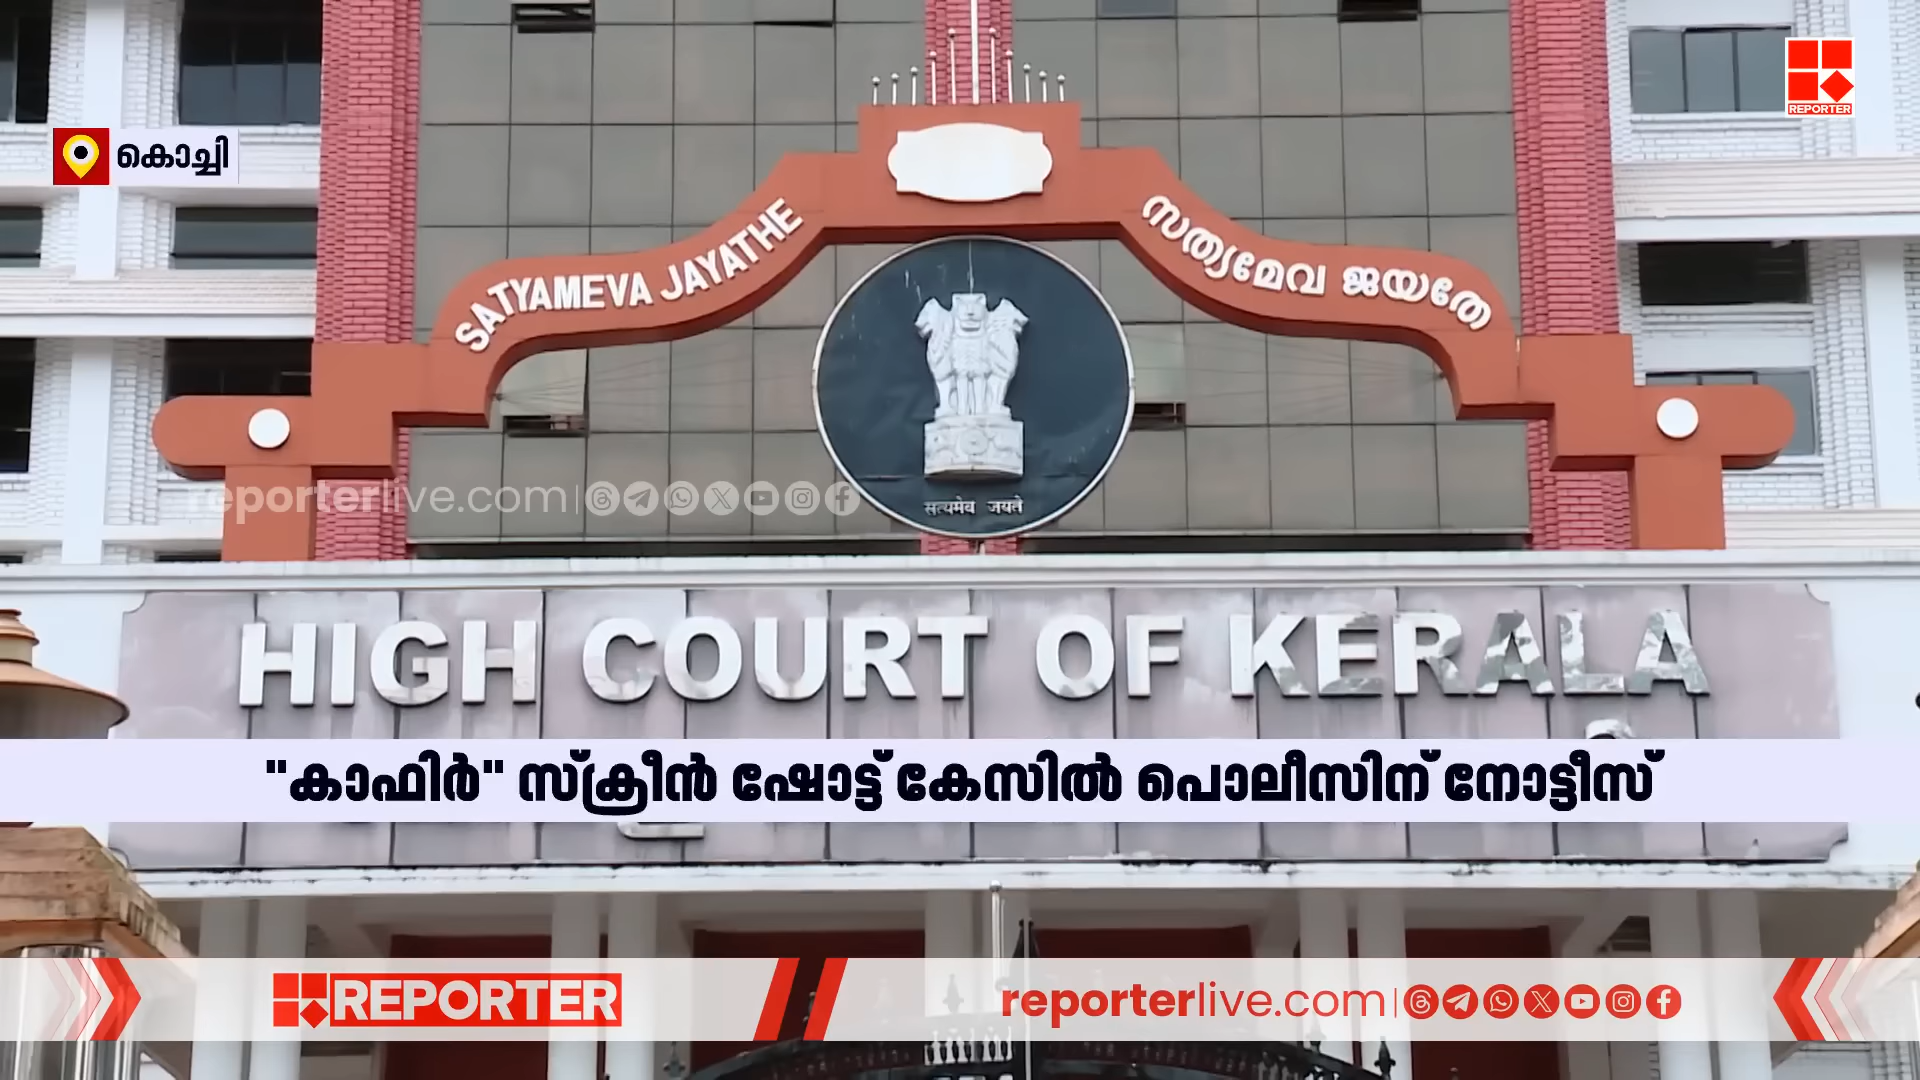 REPORTER
കൊച്ചി
SATYAMEVA JAYATHE
സത്യമേവ ജയതേ
reporterlive.com
सत्यमेव जयते
HIGH COURT OF KERALA
"കാഫിർ" സ്ക്രീൻ ഷോട്ട് കേസിൽ പൊലീസിന് നോട്ടീസ്
REPORTER
reporterlive.com